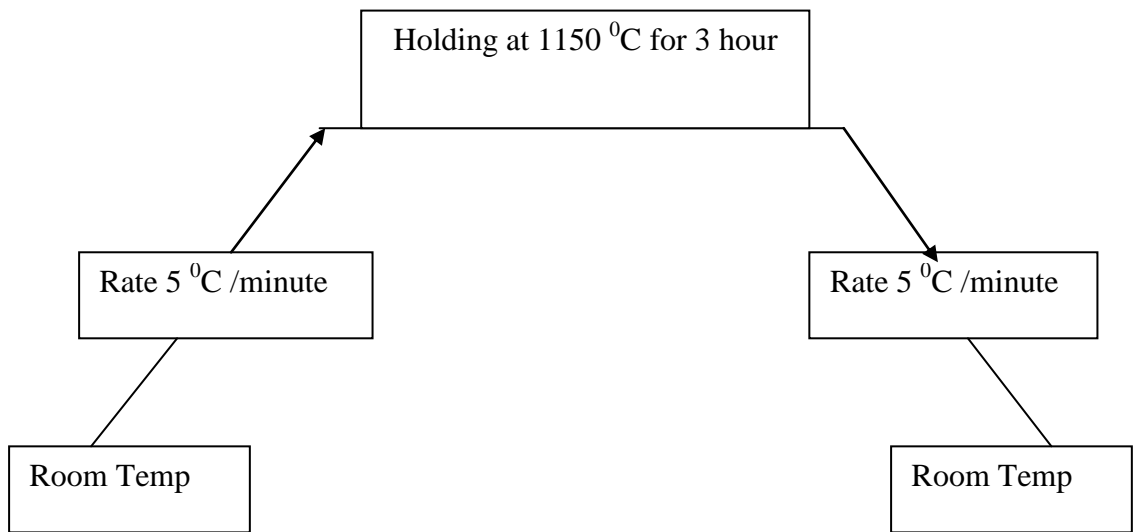 Holding at 1150 ⁰C for 3 hour
Rate 5 ⁰C /minute
Rate 5 ⁰C /minute
Room Temp
Room Temp